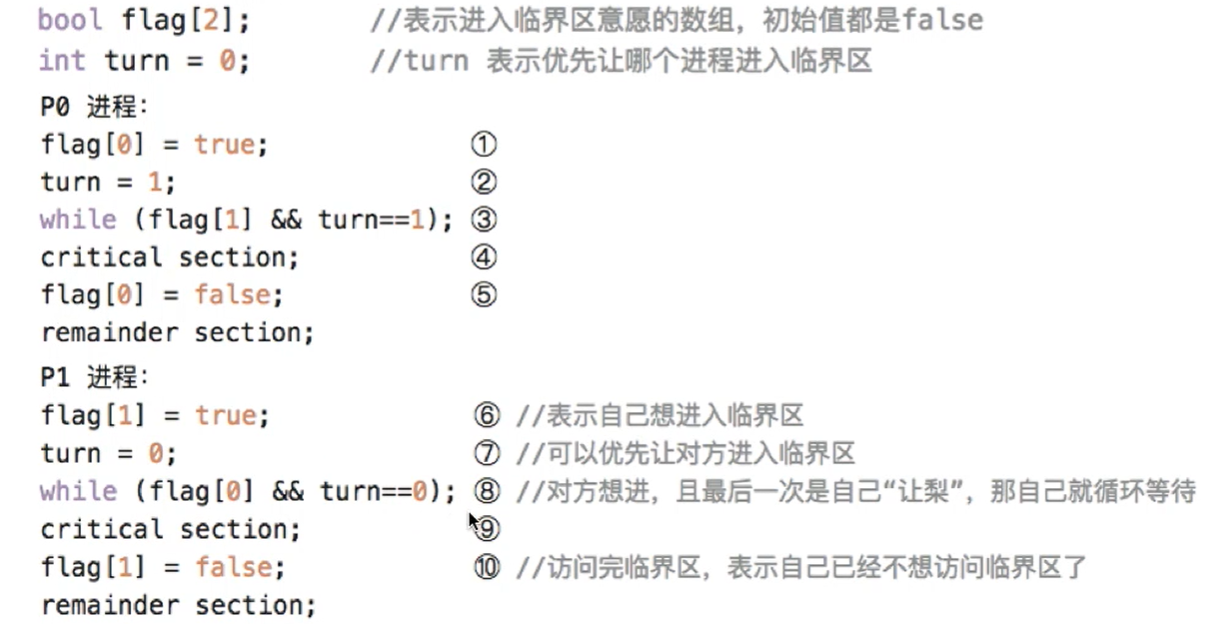 bool flag[2];  //表示进入临界区意愿的数组，初始值都是false
int turn = 0;  //turn 表示优先让哪个进程进入临界区
P0 进程：
flag[0] = true;  ①
turn = 1;  ②
while (flag[1] && turn==1);  ③
critical section;  ④
flag[0] = false;  ⑤
remainder section;
P1 进程：
flag[1] = true;  ⑥ //表示自己想进入临界区
turn = 0;  ⑦ //可以优先让对方进入临界区
while (flag[0] && turn==0);  ⑧ //对方想进，且最后一次是自己“让梨”，那自己就循环等待
critical section;  ⑨
flag[1] = false;  ⑩ //访问完临界区，表示自己已经不想访问临界区了
remainder section;